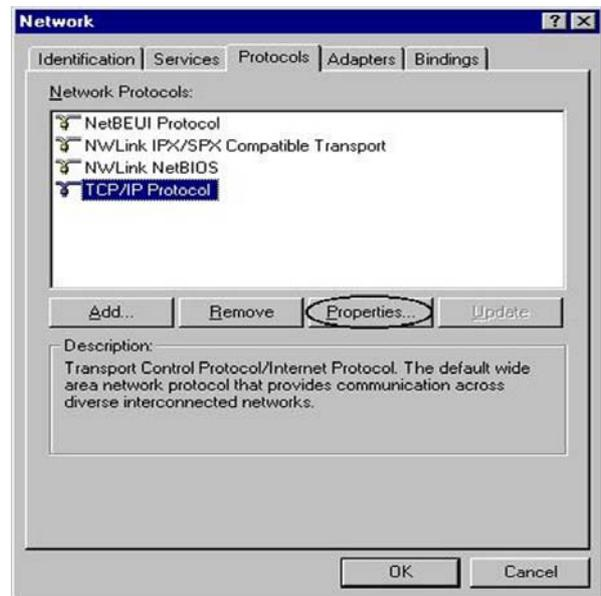 Network
Identification Services Protocols Adapters Bindings
Network Protocols:
NetBEUI Protocol
NWLink IPX/SPX Compatible Transport
NWLink NetBIOS
TCP/IP Protocol
Add... Remove Properties... Update
Description:
Transport Control Protocol/Internet Protocol. The default wide
area network protocol that provides communication across
diverse interconnected networks.
OK Cancel